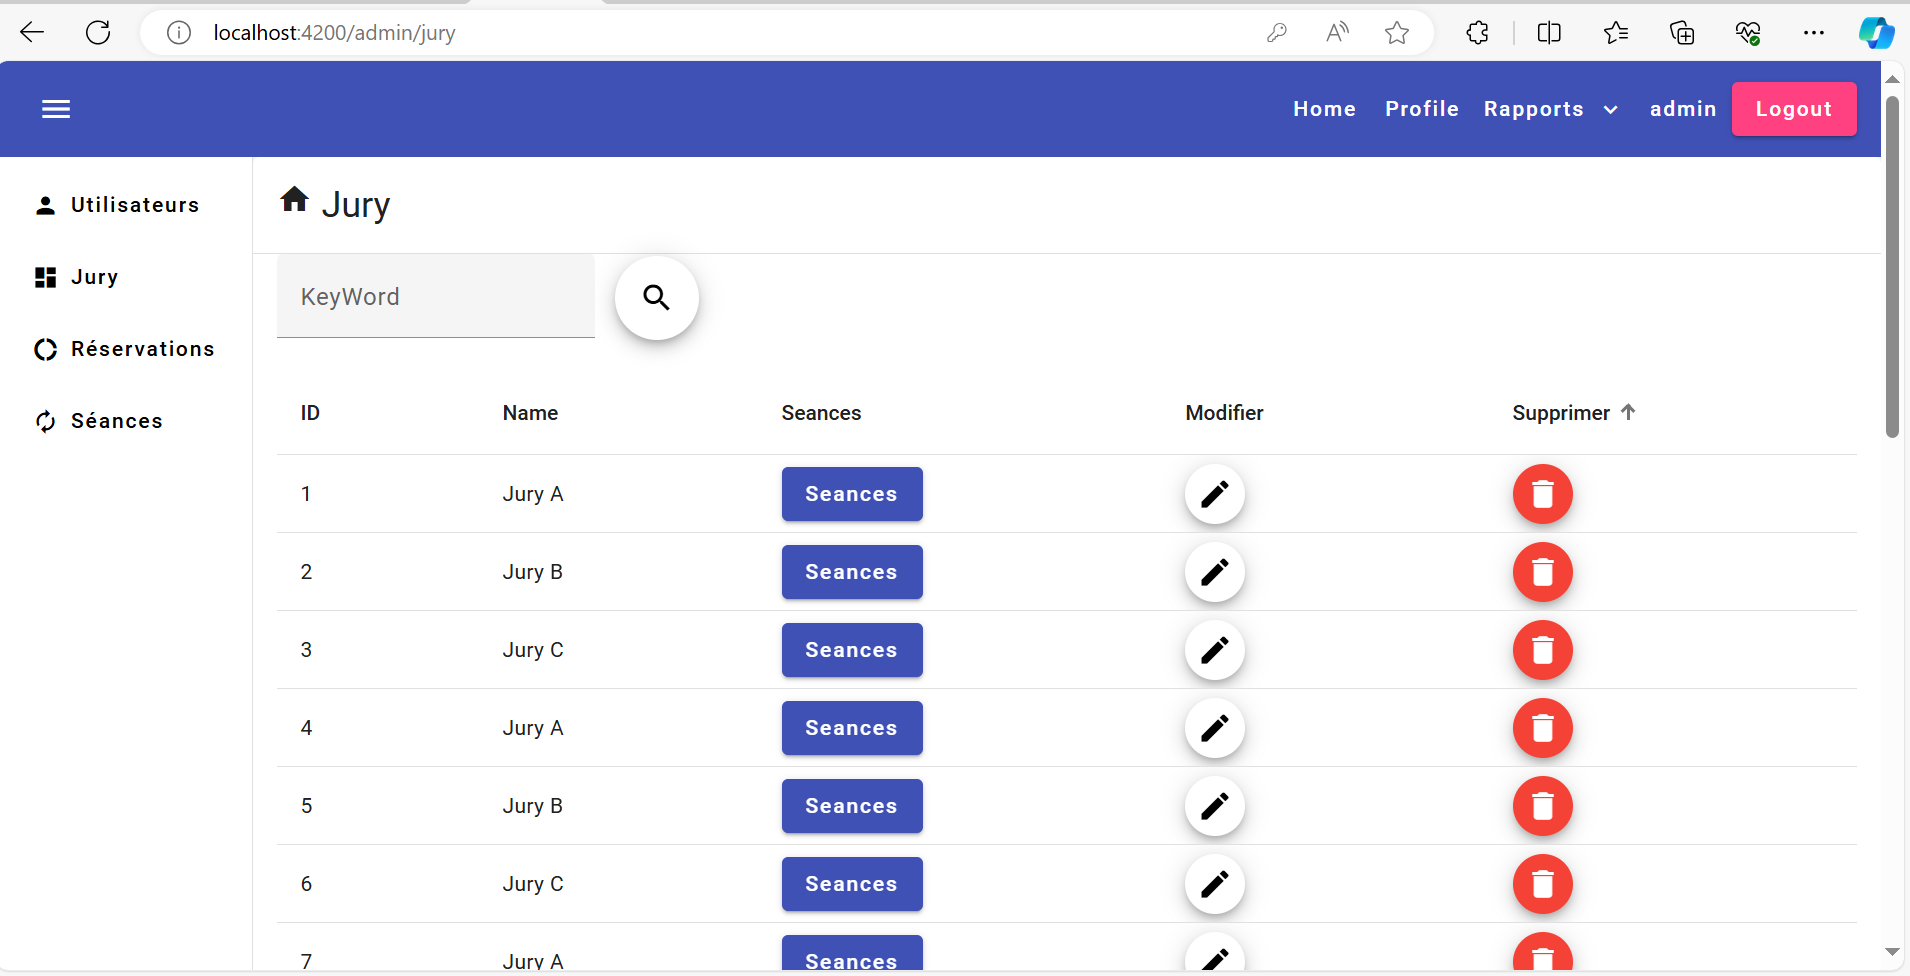 localhost:4200/admin/jury
Home Profile Rapports admin Logout
Utilisateurs
Jury
Réservations
Séances
Jury
KeyWord
ID Name Seances Modifier Supprimer
1 Jury A Seances
2 Jury B Seances
3 Jury C Seances
4 Jury A Seances
5 Jury B Seances
6 Jury C Seances
7 Jury A Seances